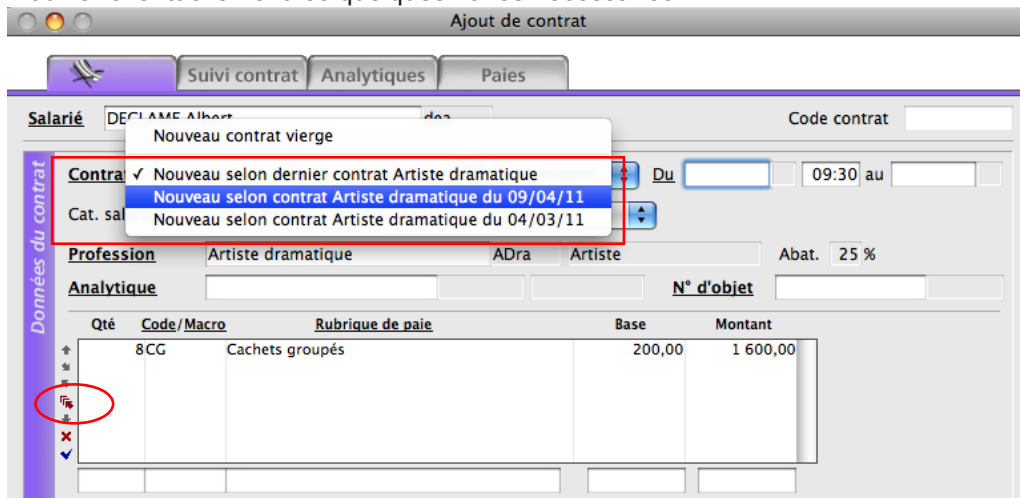 Ajout de contrat
Suivi contrat Analytiques Paies
Salarié Code contrat
Nouveau contrat vierge
Contrat ✓ Nouveau selon dernier contrat Artiste dramatique Du 09:30 au
Nouveau selon contrat Artiste dramatique du 09/04/11
Cat. sal Nouveau selon contrat Artiste dramatique du 04/03/11
Données du contrat
Profession Artiste dramatique ADra Artiste Abat. 25 %
Analytique N° d'objet
Qté Code/Macro Rubrique de paie Base Montant
8 CG Cachets groupés 200,00 1 600,00